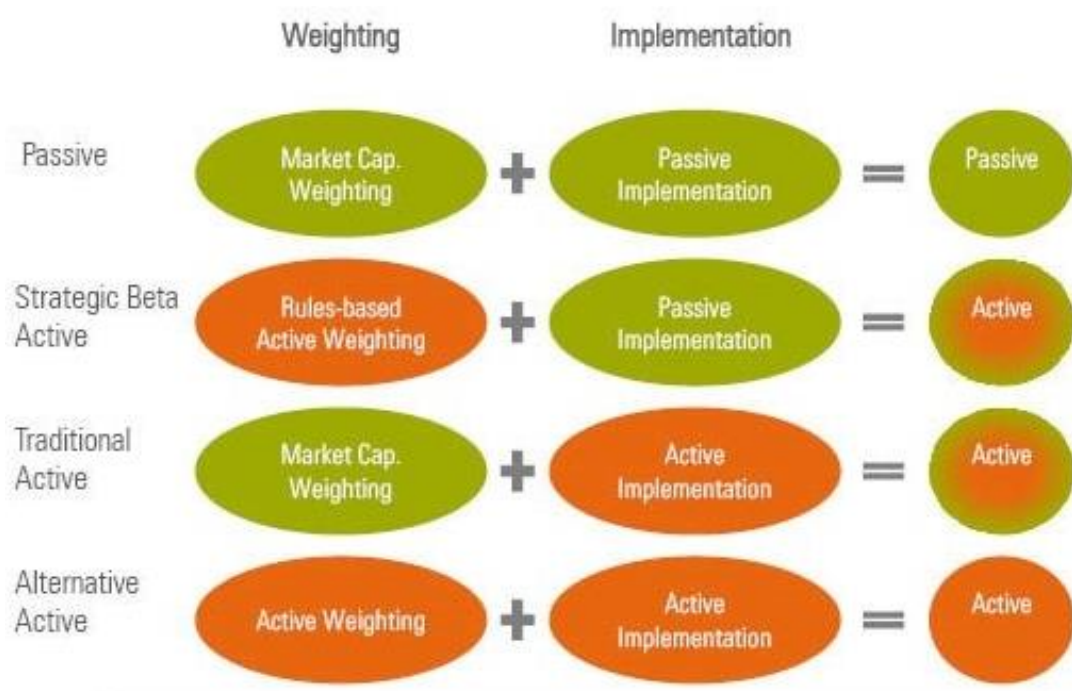 Weighting
Implementation
Passive
Market Cap.
Weighting
Passive
Implementation
Passive
Strategic Beta
Active
Rules-based
Active Weighting
Passive
Implementation
Active
Traditional
Active
Market Cap.
Weighting
Active
Implementation
Active
Alternative
Active
Active Weighting
Active
Implementation
Active